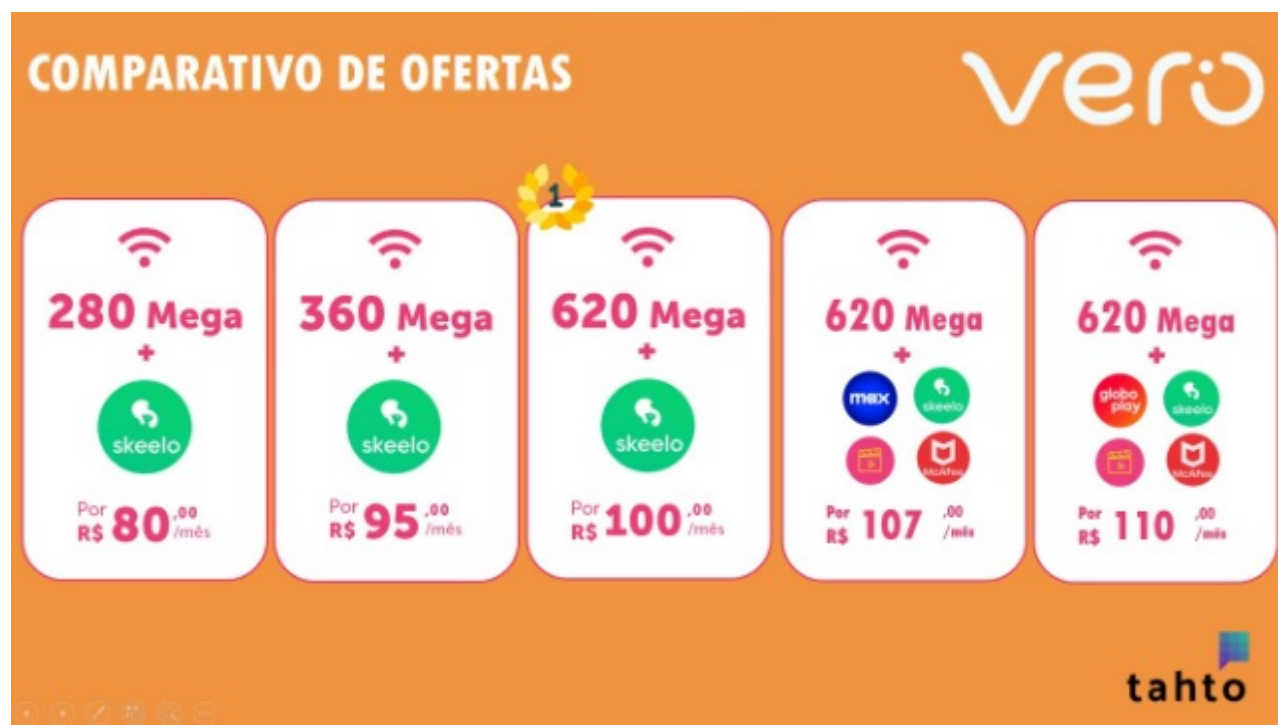 COMPARATIVO DE OFERTAS
vero
1
280 Mega
+
skeelo
Por
R$ 80,00
/mês
360 Mega
+
skeelo
Por
R$ 95,00
/mês
620 Mega
+
skeelo
Por
R$ 100,00
/mês
620 Mega
+
max
skeelo
McAfee
Por
R$ 107,00
/mês
620 Mega
+
globo
play
skeelo
McAfee
Por
R$ 110,00
/mês
tahto